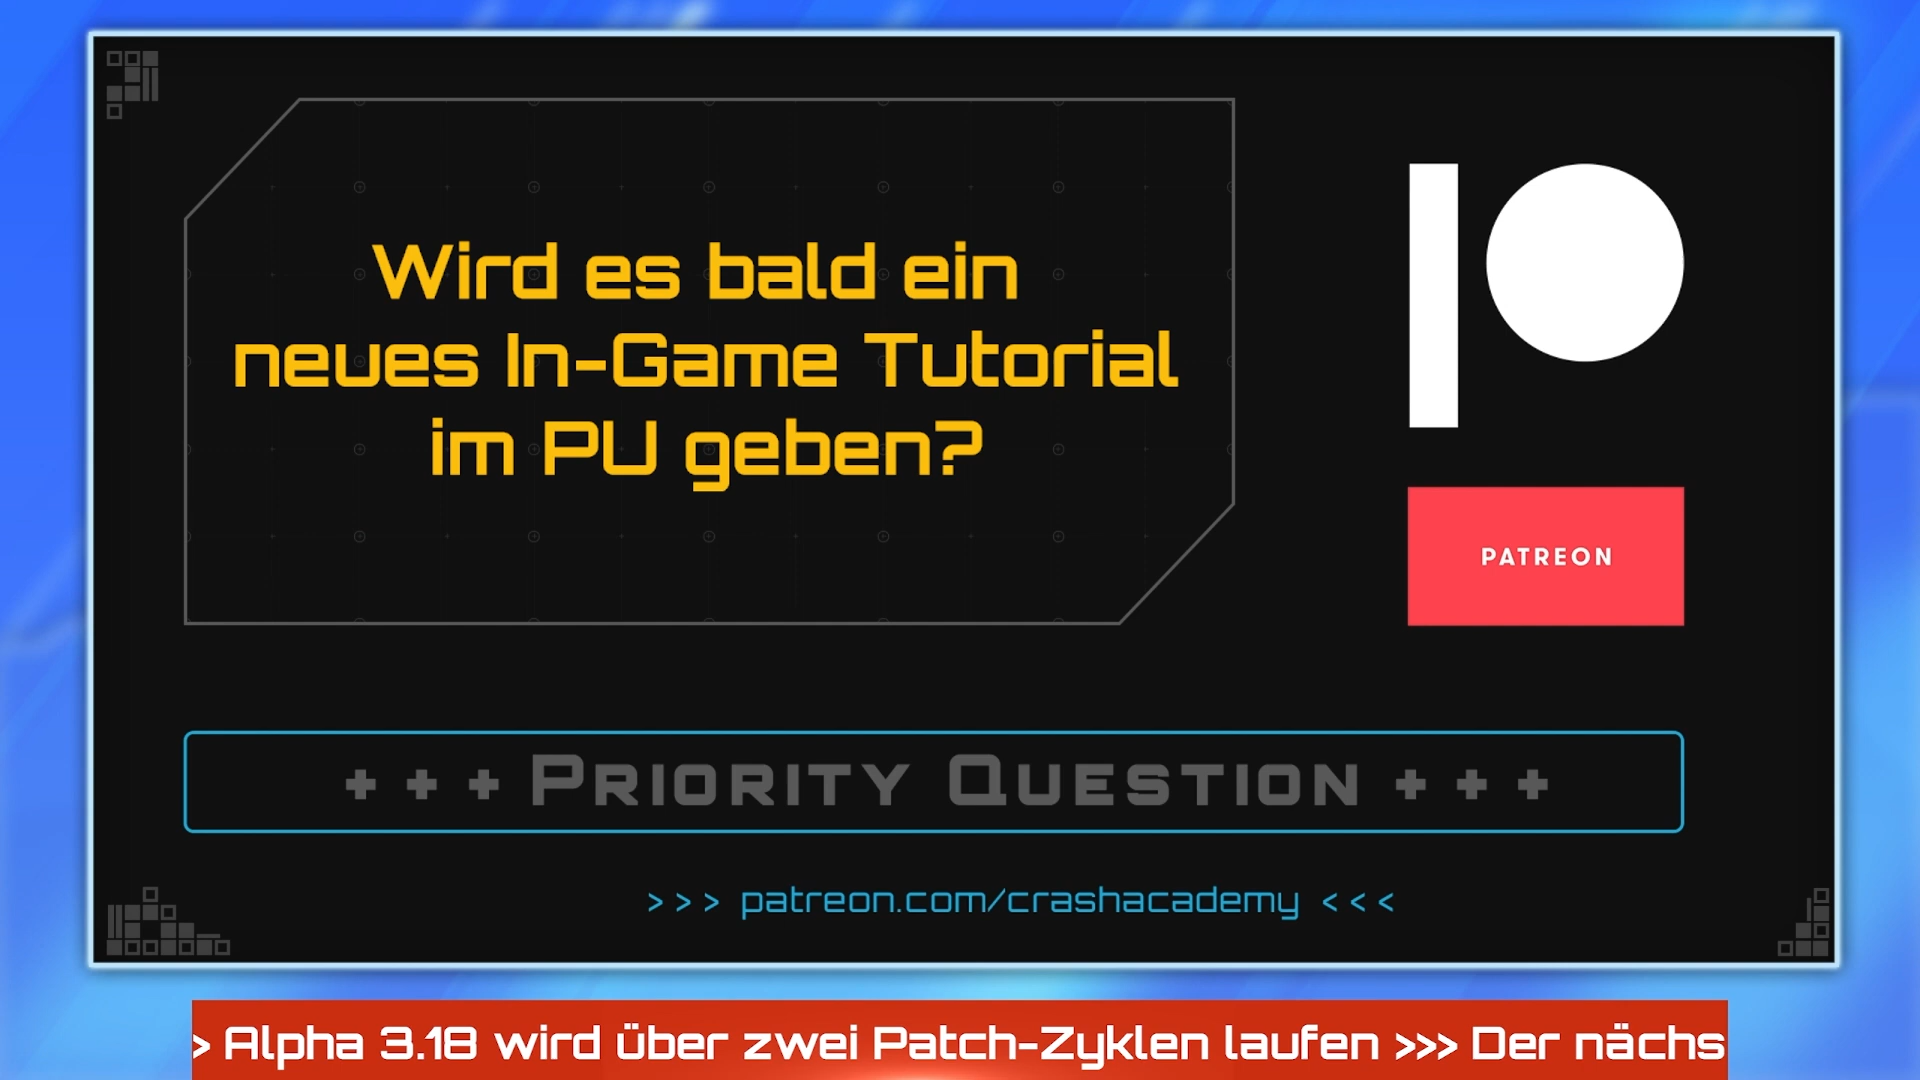 Wird es bald ein
neues In-Game Tutorial
im PU geben?
PATREON
+ + + PRIORITY QUESTION + + +
> > > patreon.com/crashacademy < < <
> Alpha 3.18 wird über zwei Patch-Zyklen laufen >>> Der nächs